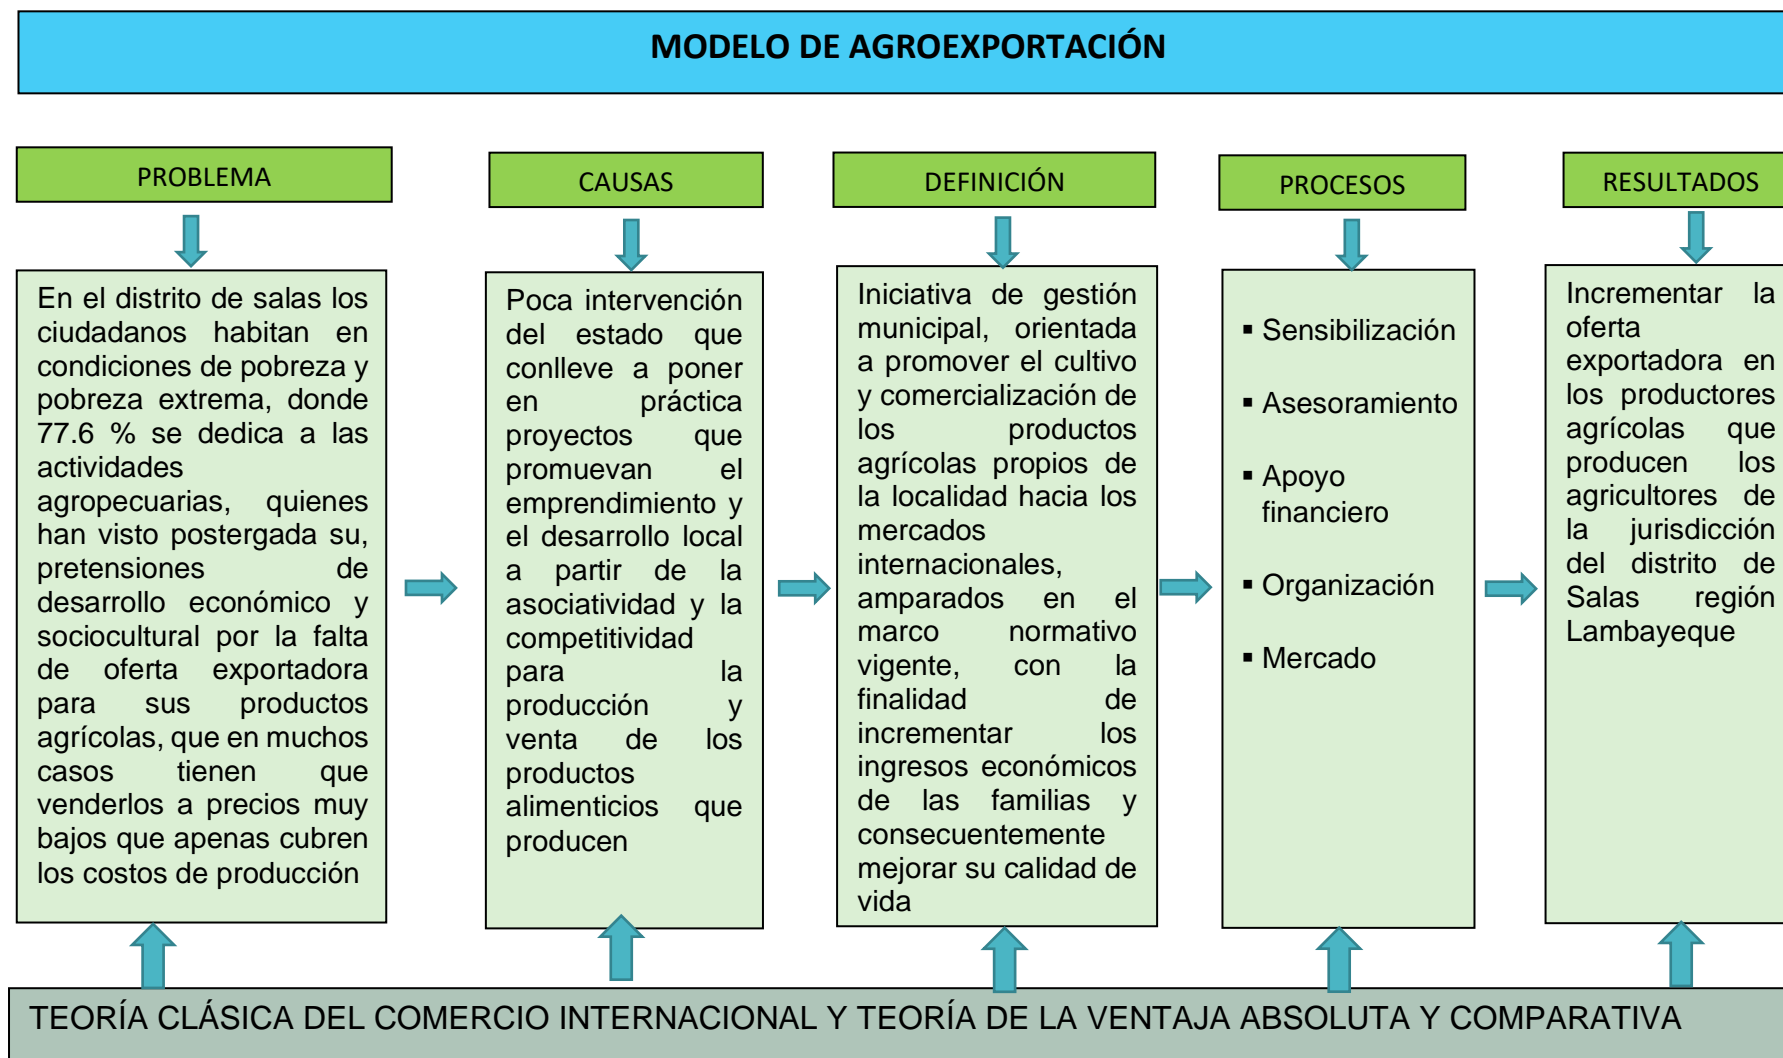 MODELO DE AGROEXPORTACIÓN
PROBLEMA
En el distrito de salas los
ciudadanos habitan en
condiciones de pobreza y
pobreza extrema, donde
77.6 % se dedica a las
actividades
agropecuarias, quienes
han visto postergada su,
pretensiones de
desarrollo económico y
sociocultural por la falta
de oferta exportadora
para sus productos
agrícolas, que en muchos
casos tienen que
venderlos a precios muy
bajos que apenas cubren
los costos de producción
CAUSAS
Poca intervención
del estado que
conlleve a poner
en práctica
proyectos que
promuevan el
emprendimiento y
el desarrollo local
a partir de la
asociatividad y la
competitividad
para la
producción y
venta de los
productos
alimenticios que
producen
DEFINICIÓN
Iniciativa de gestión
municipal, orientada
a promover el cultivo
y comercialización de
los productos
agrícolas propios de
la localidad hacia los
mercados
internacionales,
amparados en el
marco normativo
vigente, con la
finalidad de
incrementar los
ingresos económicos
de las familias y
consecuentemente
mejorar su calidad de
vida
PROCESOS
▪ Sensibilización
▪ Asesoramiento
▪ Apoyo
financiero
▪ Organización
▪ Mercado
RESULTADOS
Incrementar la
oferta
exportadora en
los productores
agrícolas que
producen los
agricultores de
la jurisdicción
del distrito de
Salas región
Lambayeque
TEORÍA CLÁSICA DEL COMERCIO INTERNACIONAL Y TEORÍA DE LA VENTAJA ABSOLUTA Y COMPARATIVA